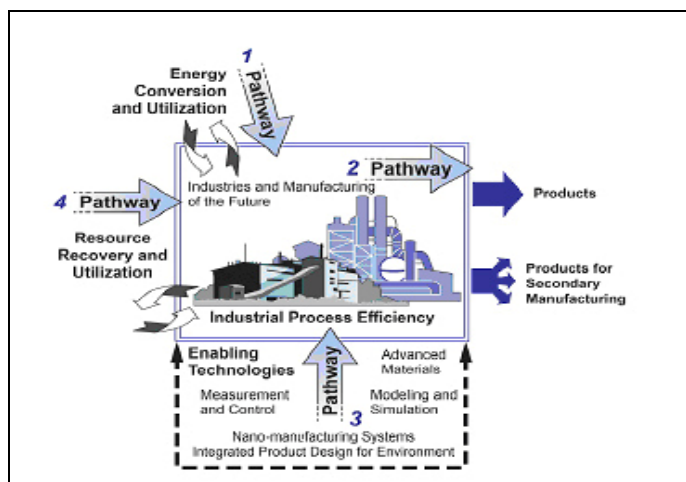 1
Pathway
Energy
Conversion
and Utilization
2
Pathway
Industries and Manufacturing
of the Future
4
Pathway
Resource
Recovery and
Utilization
Products
Products for
Secondary
Manufacturing
Industrial Process Efficiency
Enabling
Technologies
Advanced
Materials
Measurement
and Control
Pathway
3
Modeling and
Simulation
Nano-manufacturing Systems
Integrated Product Design for Environment